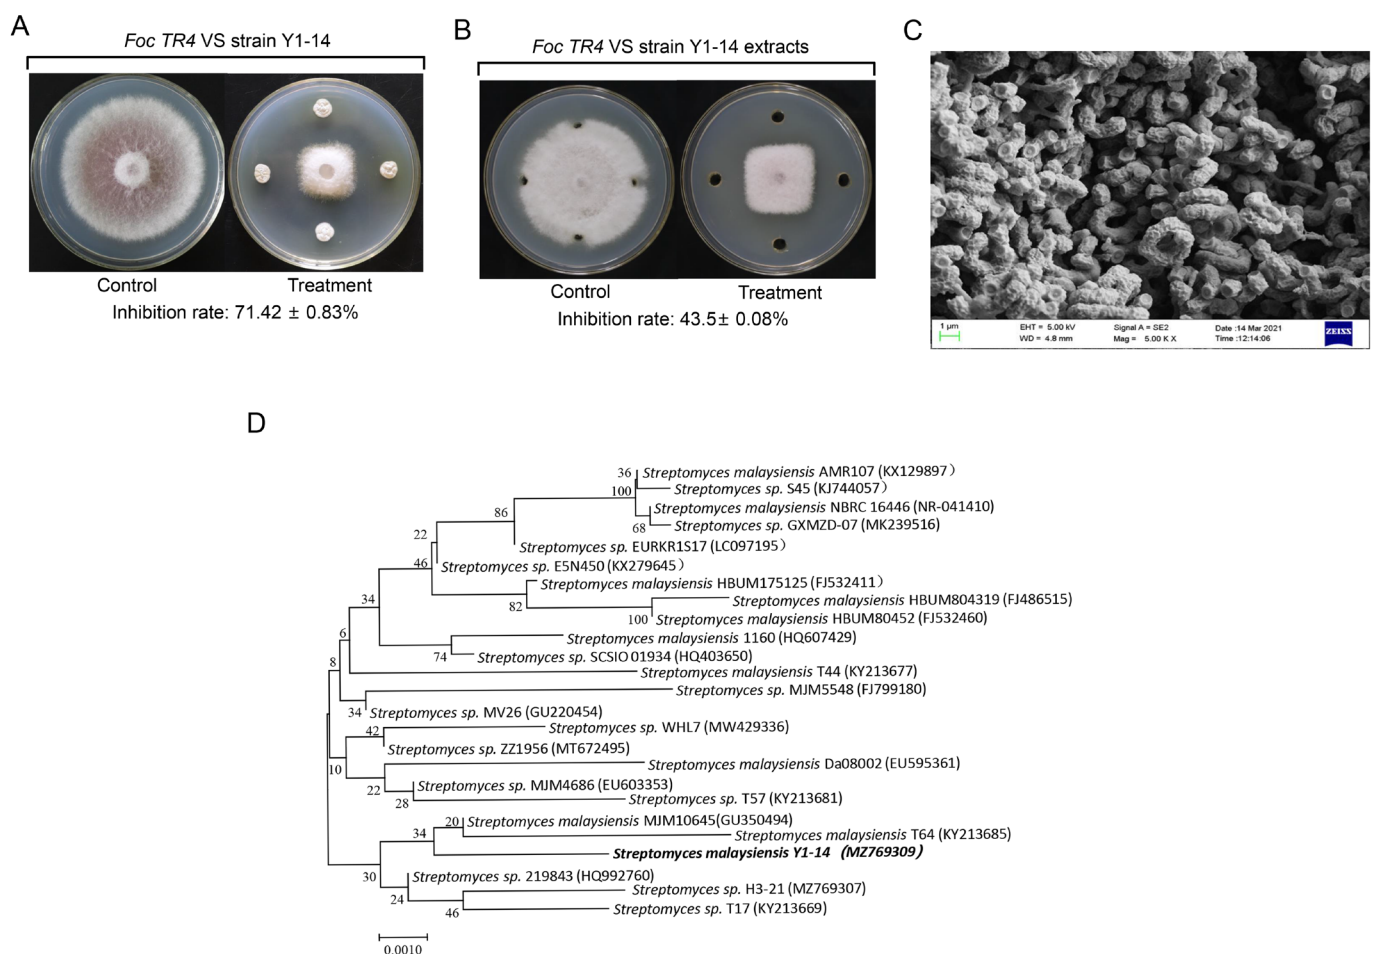 A
Foc TR4 VS strain Y1-14
Control
Treatment
Inhibition rate: 71.42 ± 0.83%
B
Foc TR4 VS strain Y1-14 extracts
Control
Treatment
Inhibition rate: 43.5± 0.08%
C
1 µm
EHT = 5.00 kV
WD = 4.8 mm
Signal A = SE2
Mag = 5.00 K X
Date :14 Mar 2021
Time :12:14:06
ZEISS
D
36
Streptomyces malaysiensis AMR107 (KX129897)
100
Streptomyces sp. S45 (KJ744057)
Streptomyces malaysiensis NBRC 16446 (NR-041410)
86
68
Streptomyces sp. GXMZD-07 (MK239516)
22
Streptomyces sp. EURKR1S17 (LC097195)
46
Streptomyces sp. E5N450 (KX279645)
Streptomyces malaysiensis HBUM175125 (FJ532411)
34
82
Streptomyces malaysiensis HBUM804319 (FJ486515)
100
Streptomyces malaysiensis HBUM80452 (FJ532460)
6
Streptomyces malaysiensis 1160 (HQ607429)
74
Streptomyces sp. SCSIO 01934 (HQ403650)
8
Streptomyces malaysiensis T44 (KY213677)
Streptomyces sp. MJM5548 (FJ799180)
34
Streptomyces sp. MV26 (GU220454)
42
Streptomyces sp. WHL7 (MW429336)
Streptomyces sp. ZZ1956 (MT672495)
10
Streptomyces malaysiensis Da08002 (EU595361)
22
Streptomyces sp. MJM4686 (EU603353)
28
Streptomyces sp. T57 (KY213681)
20
Streptomyces malaysiensis MJM10645(GU350494)
34
Streptomyces malaysiensis T64 (KY213685)
Streptomyces malaysiensis Y1-14 (MZ769309)
30
Streptomyces sp. 219843 (HQ992760)
24
Streptomyces sp. H3-21 (MZ769307)
46
Streptomyces sp. T17 (KY213669)
0.0010